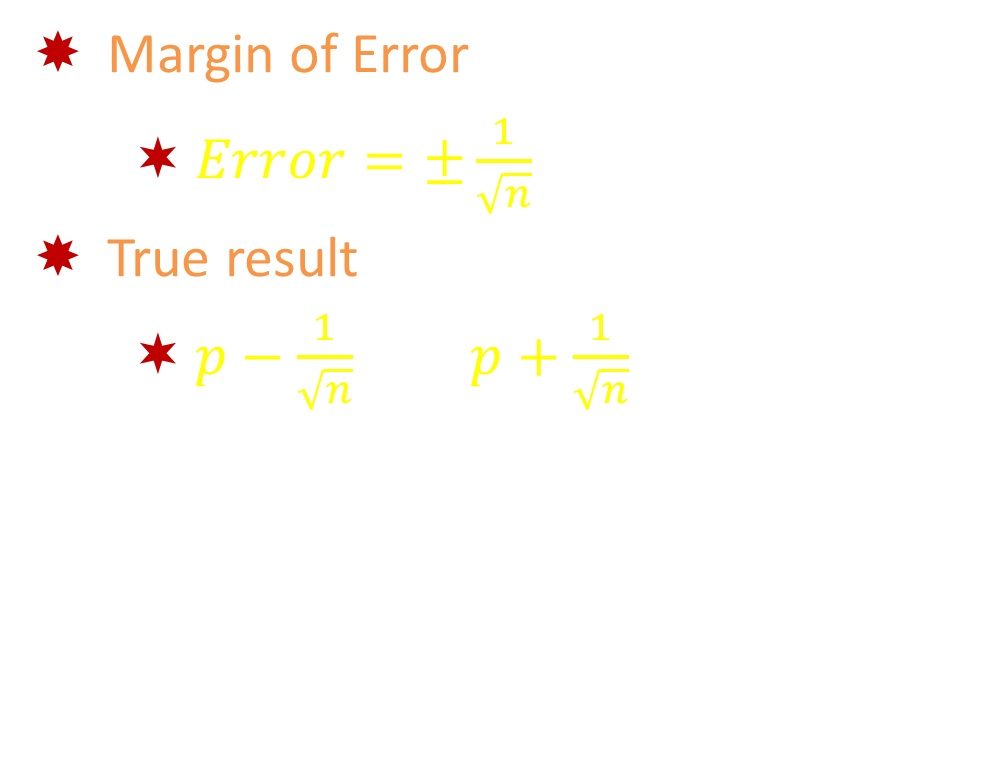 Margin of Error
Error = ± 1/√n
True result
p − 1/√n p + 1/√n